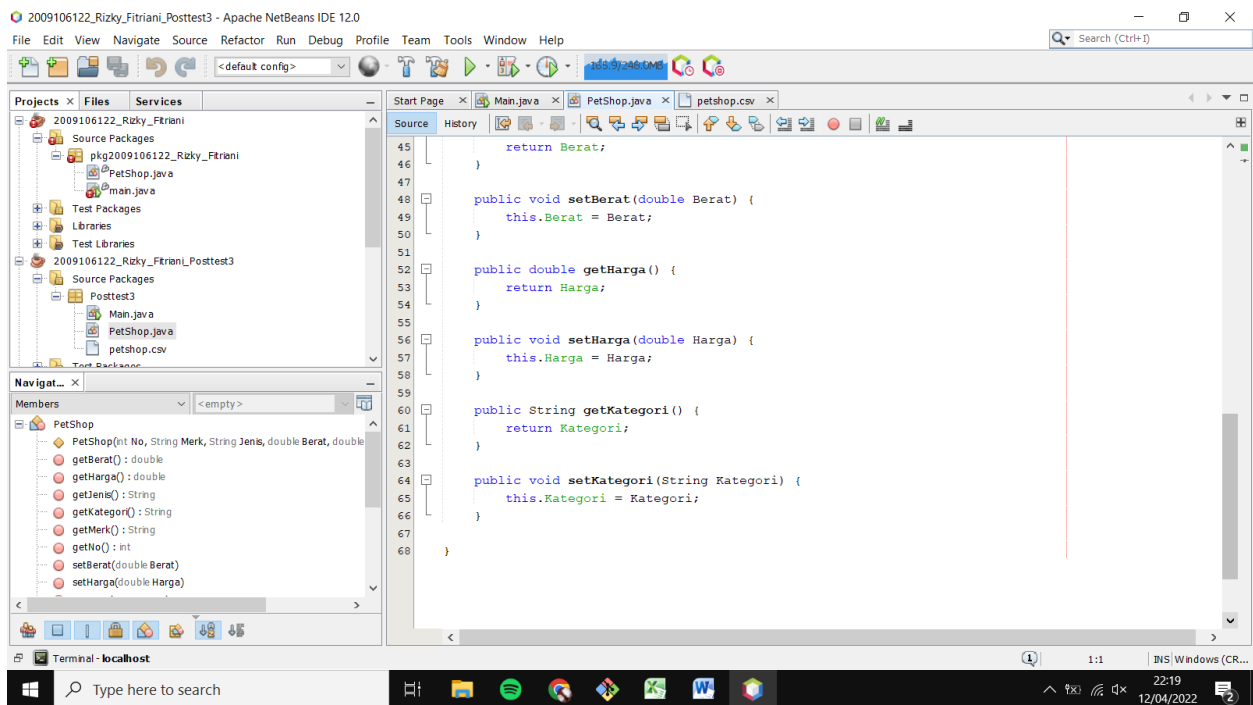 2009106122_Rizky_Fitriani_Posttest3 - Apache NetBeans IDE 12.0
File Edit View Navigate Source Refactor Run Debug Profile Team Tools Window Help
Search (Ctrl+I)
<default config>
Projects Files Services
2009106122_Rizky_Fitriani
Source Packages
pkg2009106122_Rizky_Fitriani
PetShop.java
main.java
Test Packages
Libraries
Test Libraries
2009106122_Rizky_Fitriani_Posttest3
Source Packages
Posttest3
Main.java
PetShop.java
petshop.csv
Test Packages
Navigat...
Members <empty>
PetShop
PetShop(int No, String Merk, String Jenis, double Berat, double
getBerat() : double
getHarga() : double
getJenis() : String
getKategori() : String
getMerk() : String
getNo() : int
setBerat(double Berat)
setHarga(double Harga)
Start Page Main.java PetShop.java petshop.csv
Source History
45 return Berat;
46 }
47
48 public void setBerat(double Berat) {
49 this.Berat = Berat;
50 }
51
52 public double getHarga() {
53 return Harga;
54 }
55
56 public void setHarga(double Harga) {
57 this.Harga = Harga;
58 }
59
60 public String getKategori() {
61 return Kategori;
62 }
63
64 public void setKategori(String Kategori) {
65 this.Kategori = Kategori;
66 }
67
68 }
Terminal - localhost
1
1:1
INS Windows (CR...
Type here to search
22:19
12/04/2022
2